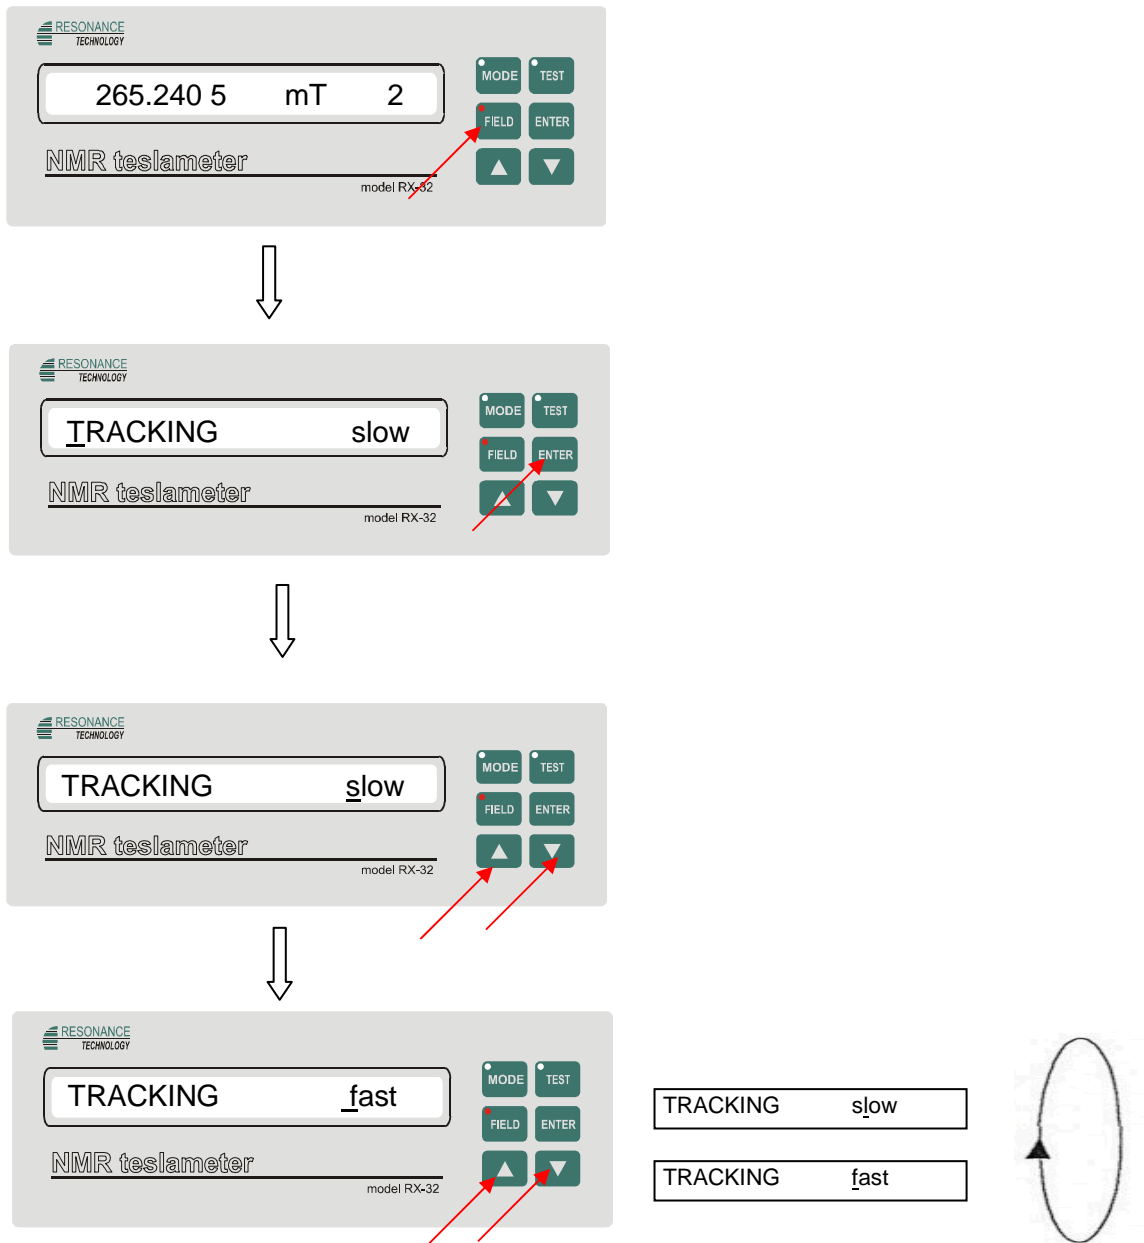 RESONANCE
TECHNOLOGY
265.240 5 mT 2
MODE TEST
FIELD ENTER
NMR teslameter
model RX-32
RESONANCE
TECHNOLOGY
TRACKING slow
MODE TEST
FIELD ENTER
NMR teslameter
model RX-32
RESONANCE
TECHNOLOGY
TRACKING slow
MODE TEST
FIELD ENTER
NMR teslameter
model RX-32
RESONANCE
TECHNOLOGY
TRACKING fast
MODE TEST
FIELD ENTER
NMR teslameter
model RX-32
TRACKING slow
TRACKING fast